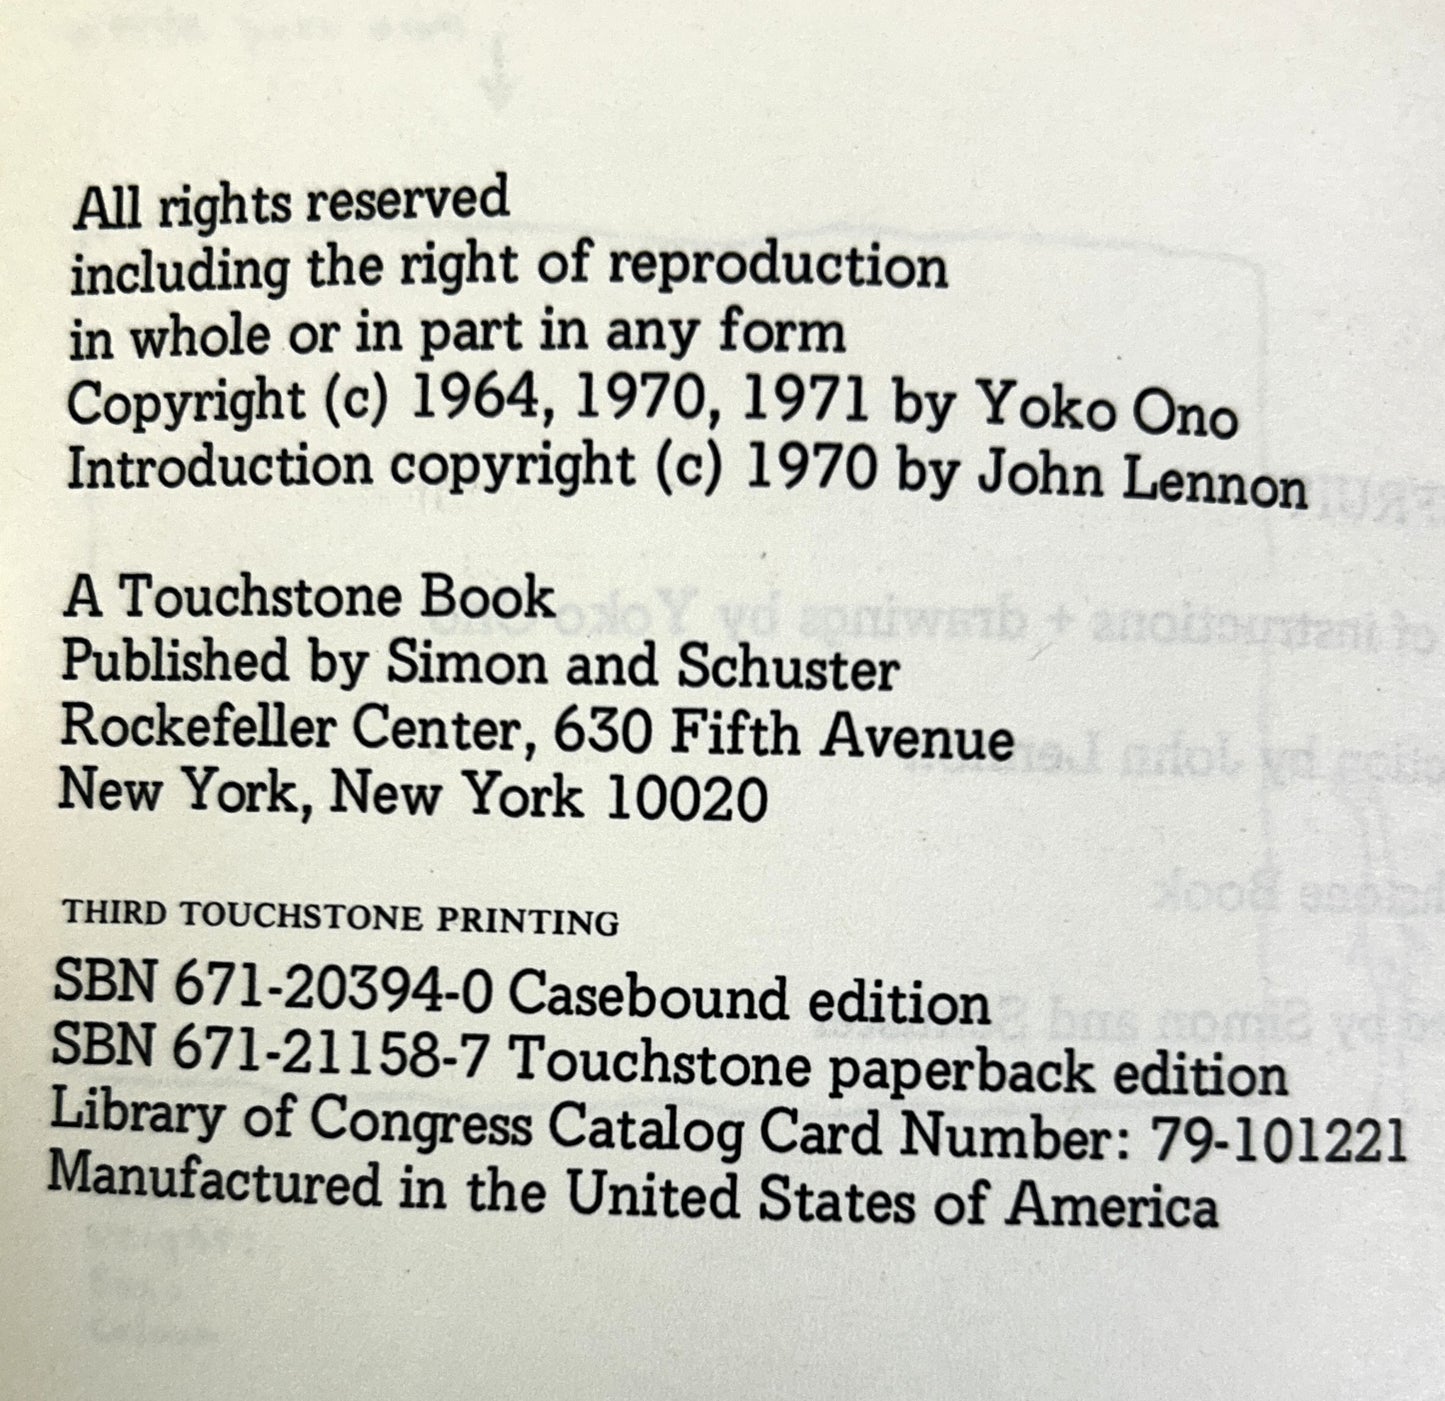 All rights reserved
including the right of reproduction
in whole or in part in any form
Copyright (c) 1964, 1970, 1971 by Yoko Ono
Introduction copyright (c) 1970 by John Lennon
A Touchstone Book
Published by Simon and Schuster
Rockefeller Center, 630 Fifth Avenue
New York, New York 10020
THIRD TOUCHSTONE PRINTING
SBN 671-20394-0 Casebound edition
SBN 671-21158-7 Touchstone paperback edition
Library of Congress Catalog Card Number: 79-101221
Manufactured in the United States of America